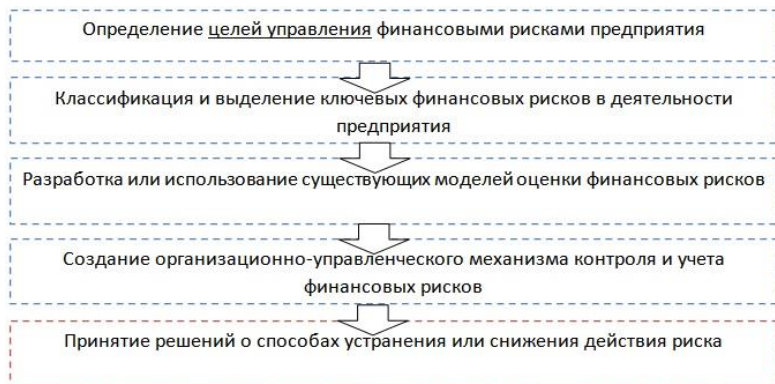 Определение целей управления финансовыми рисками предприятия
Классификация и выделение ключевых финансовых рисков в деятельности
предприятия
Разработка или использование существующих моделей оценки финансовых рисков
Создание организационно-управленческого механизма контроля и учета
финансовых рисков
Принятие решений о способах устранения или снижения действия риска